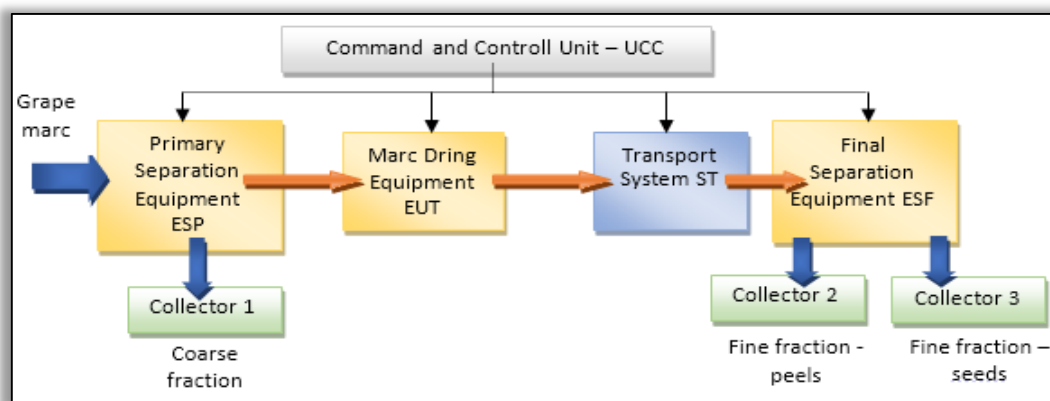 Command and Controll Unit – UCC
Grape
marc
Primary
Separation
Equipment
ESP
Marc Dring
Equipment
EUT
Transport
System ST
Final
Separation
Equipment ESF
Collector 1
Collector 2
Collector 3
Coarse
fraction
Fine fraction -
peels
Fine fraction –
seeds